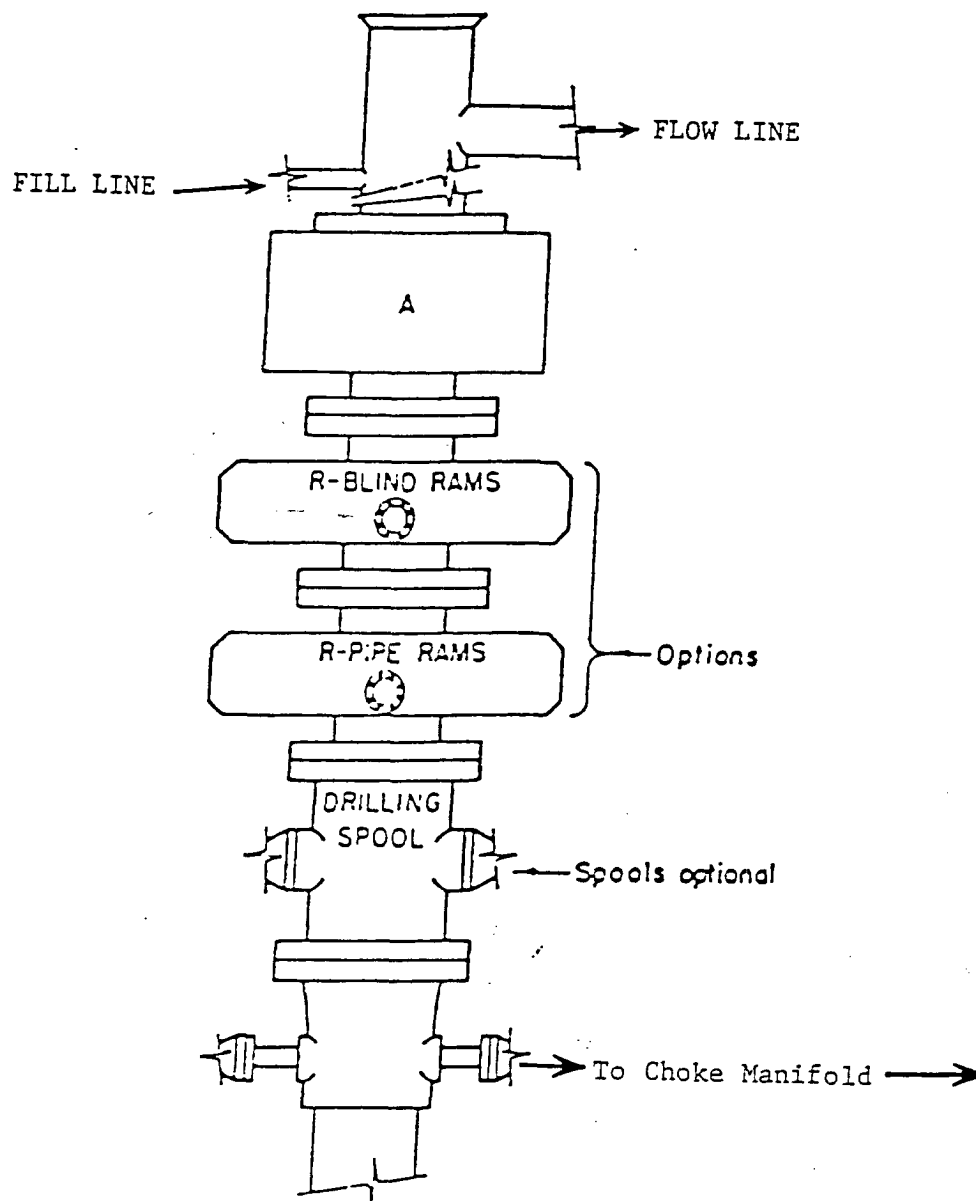 FLOW LINE
FILL LINE
A
R-BLIND RAMS
R-PIPE RAMS
Options
DRILLING
SPOOL
Spools optional
To Choke Manifold